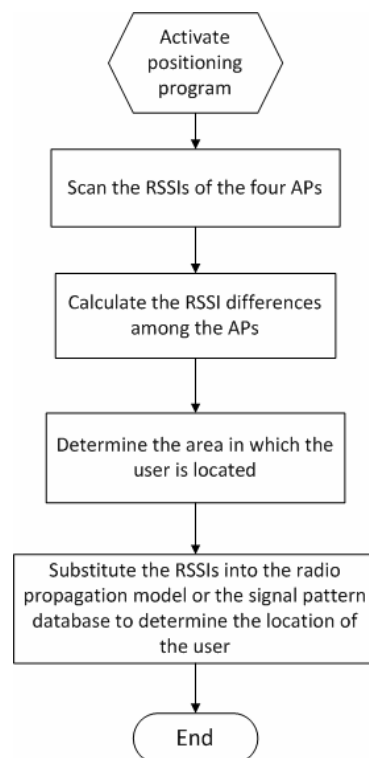 Activate
positioning
program
Scan the RSSIs of the four APs
Calculate the RSSI differences
among the APs
Determine the area in which the
user is located
Substitute the RSSIs into the radio
propagation model or the signal pattern
database to determine the location of
the user
End